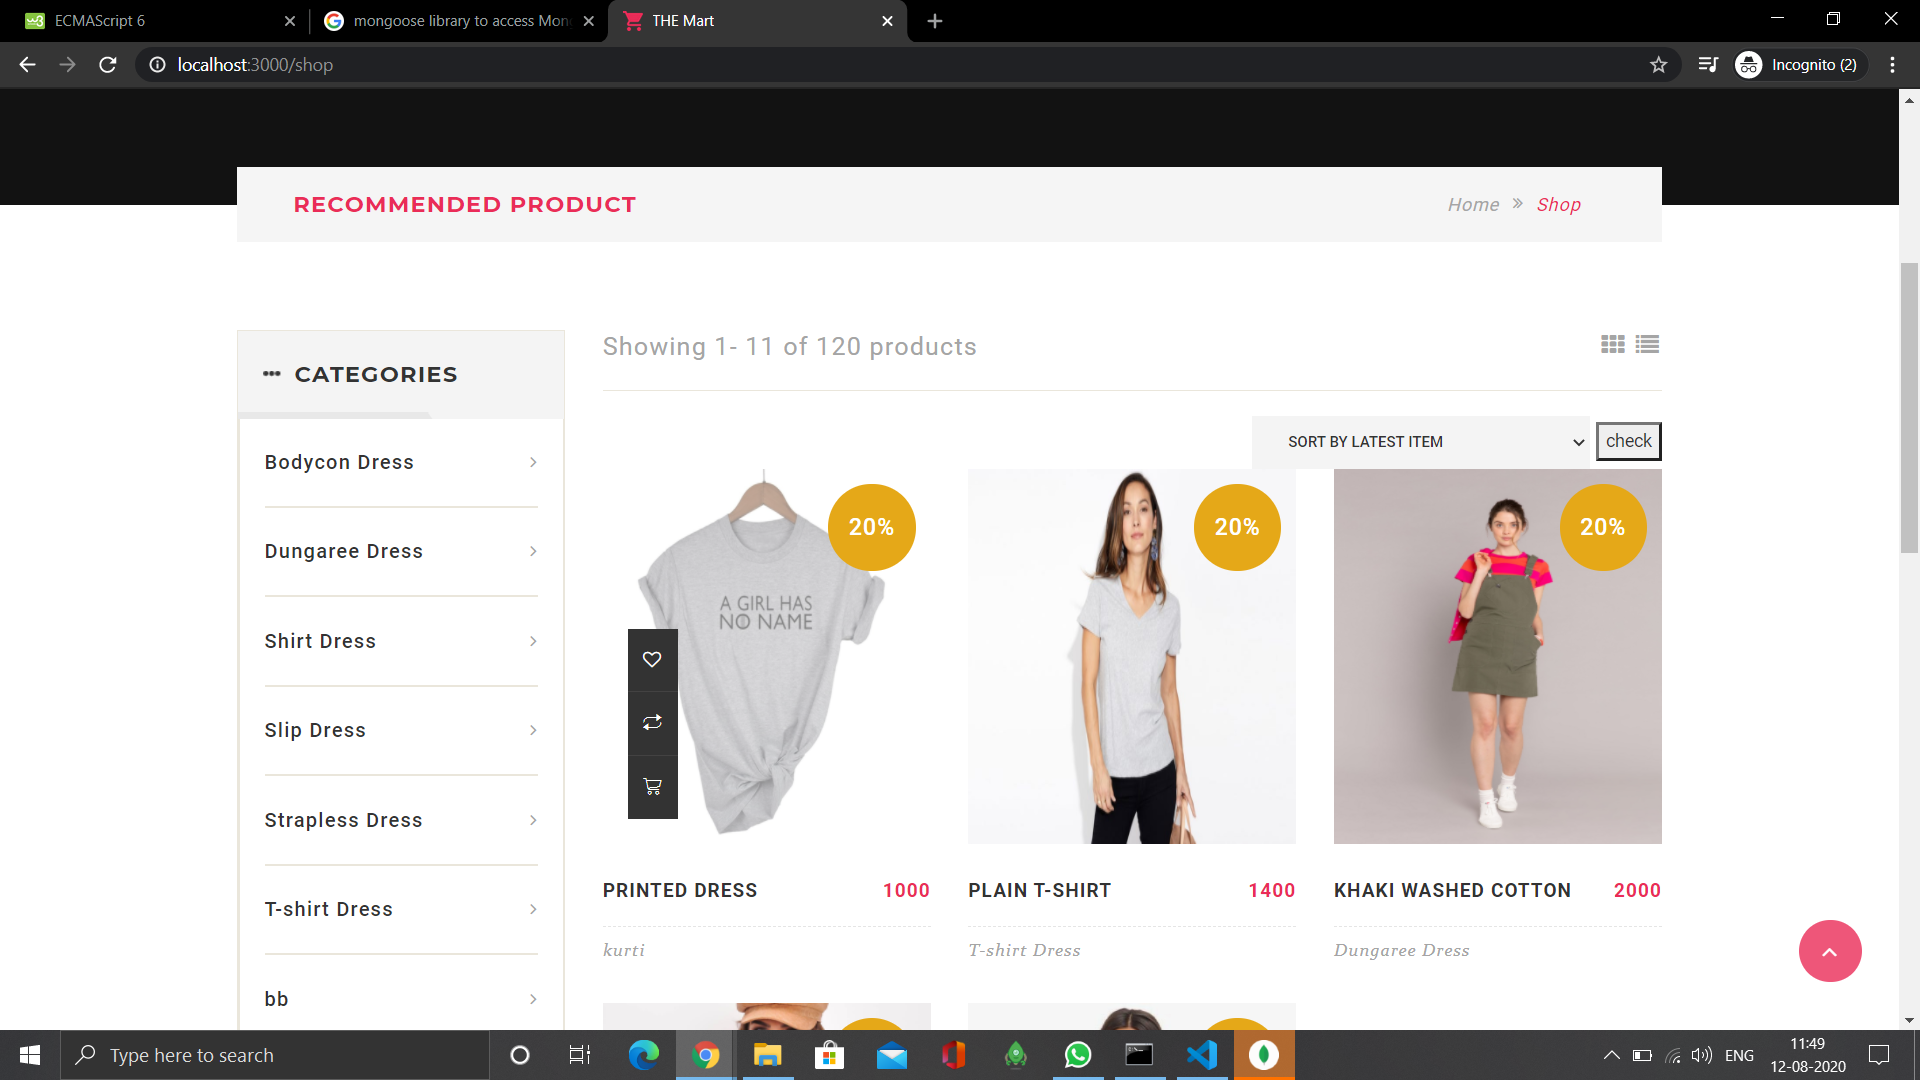 ECMAScript 6
mongoose library to access Mon
THE Mart
localhost:3000/shop
Incognito (2)
RECOMMENDED PRODUCT
Home » Shop
CATEGORIES
Showing 1- 11 of 120 products
SORT BY LATEST ITEM
check
Bodycon Dress
Dungaree Dress
Shirt Dress
Slip Dress
Strapless Dress
T-shirt Dress
bb
20%
20%
20%
A GIRL HAS
NO NAME
PRINTED DRESS 1000
kurti
PLAIN T-SHIRT 1400
T-shirt Dress
KHAKI WASHED COTTON 2000
Dungaree Dress
Type here to search
ENG
11:49
12-08-2020